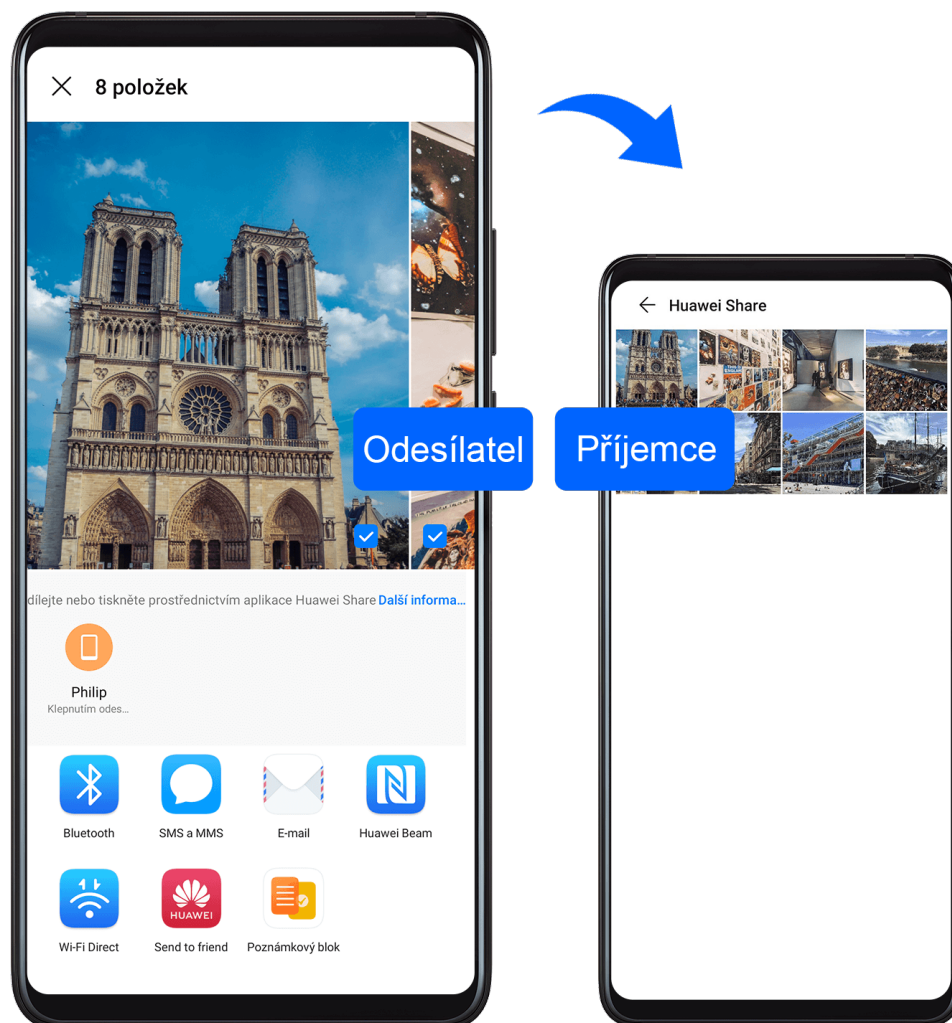 8 položek
Huawei Share
Odesílatel
Příjemce
dílejte nebo tiskněte prostřednictvím aplikace Huawei Share Další informa...
Philip
Klepnutím odes...
Bluetooth
SMS a MMS
E-mail
Huawei Beam
HUAWEI
Wi-Fi Direct
Send to friend
Poznámkový blok